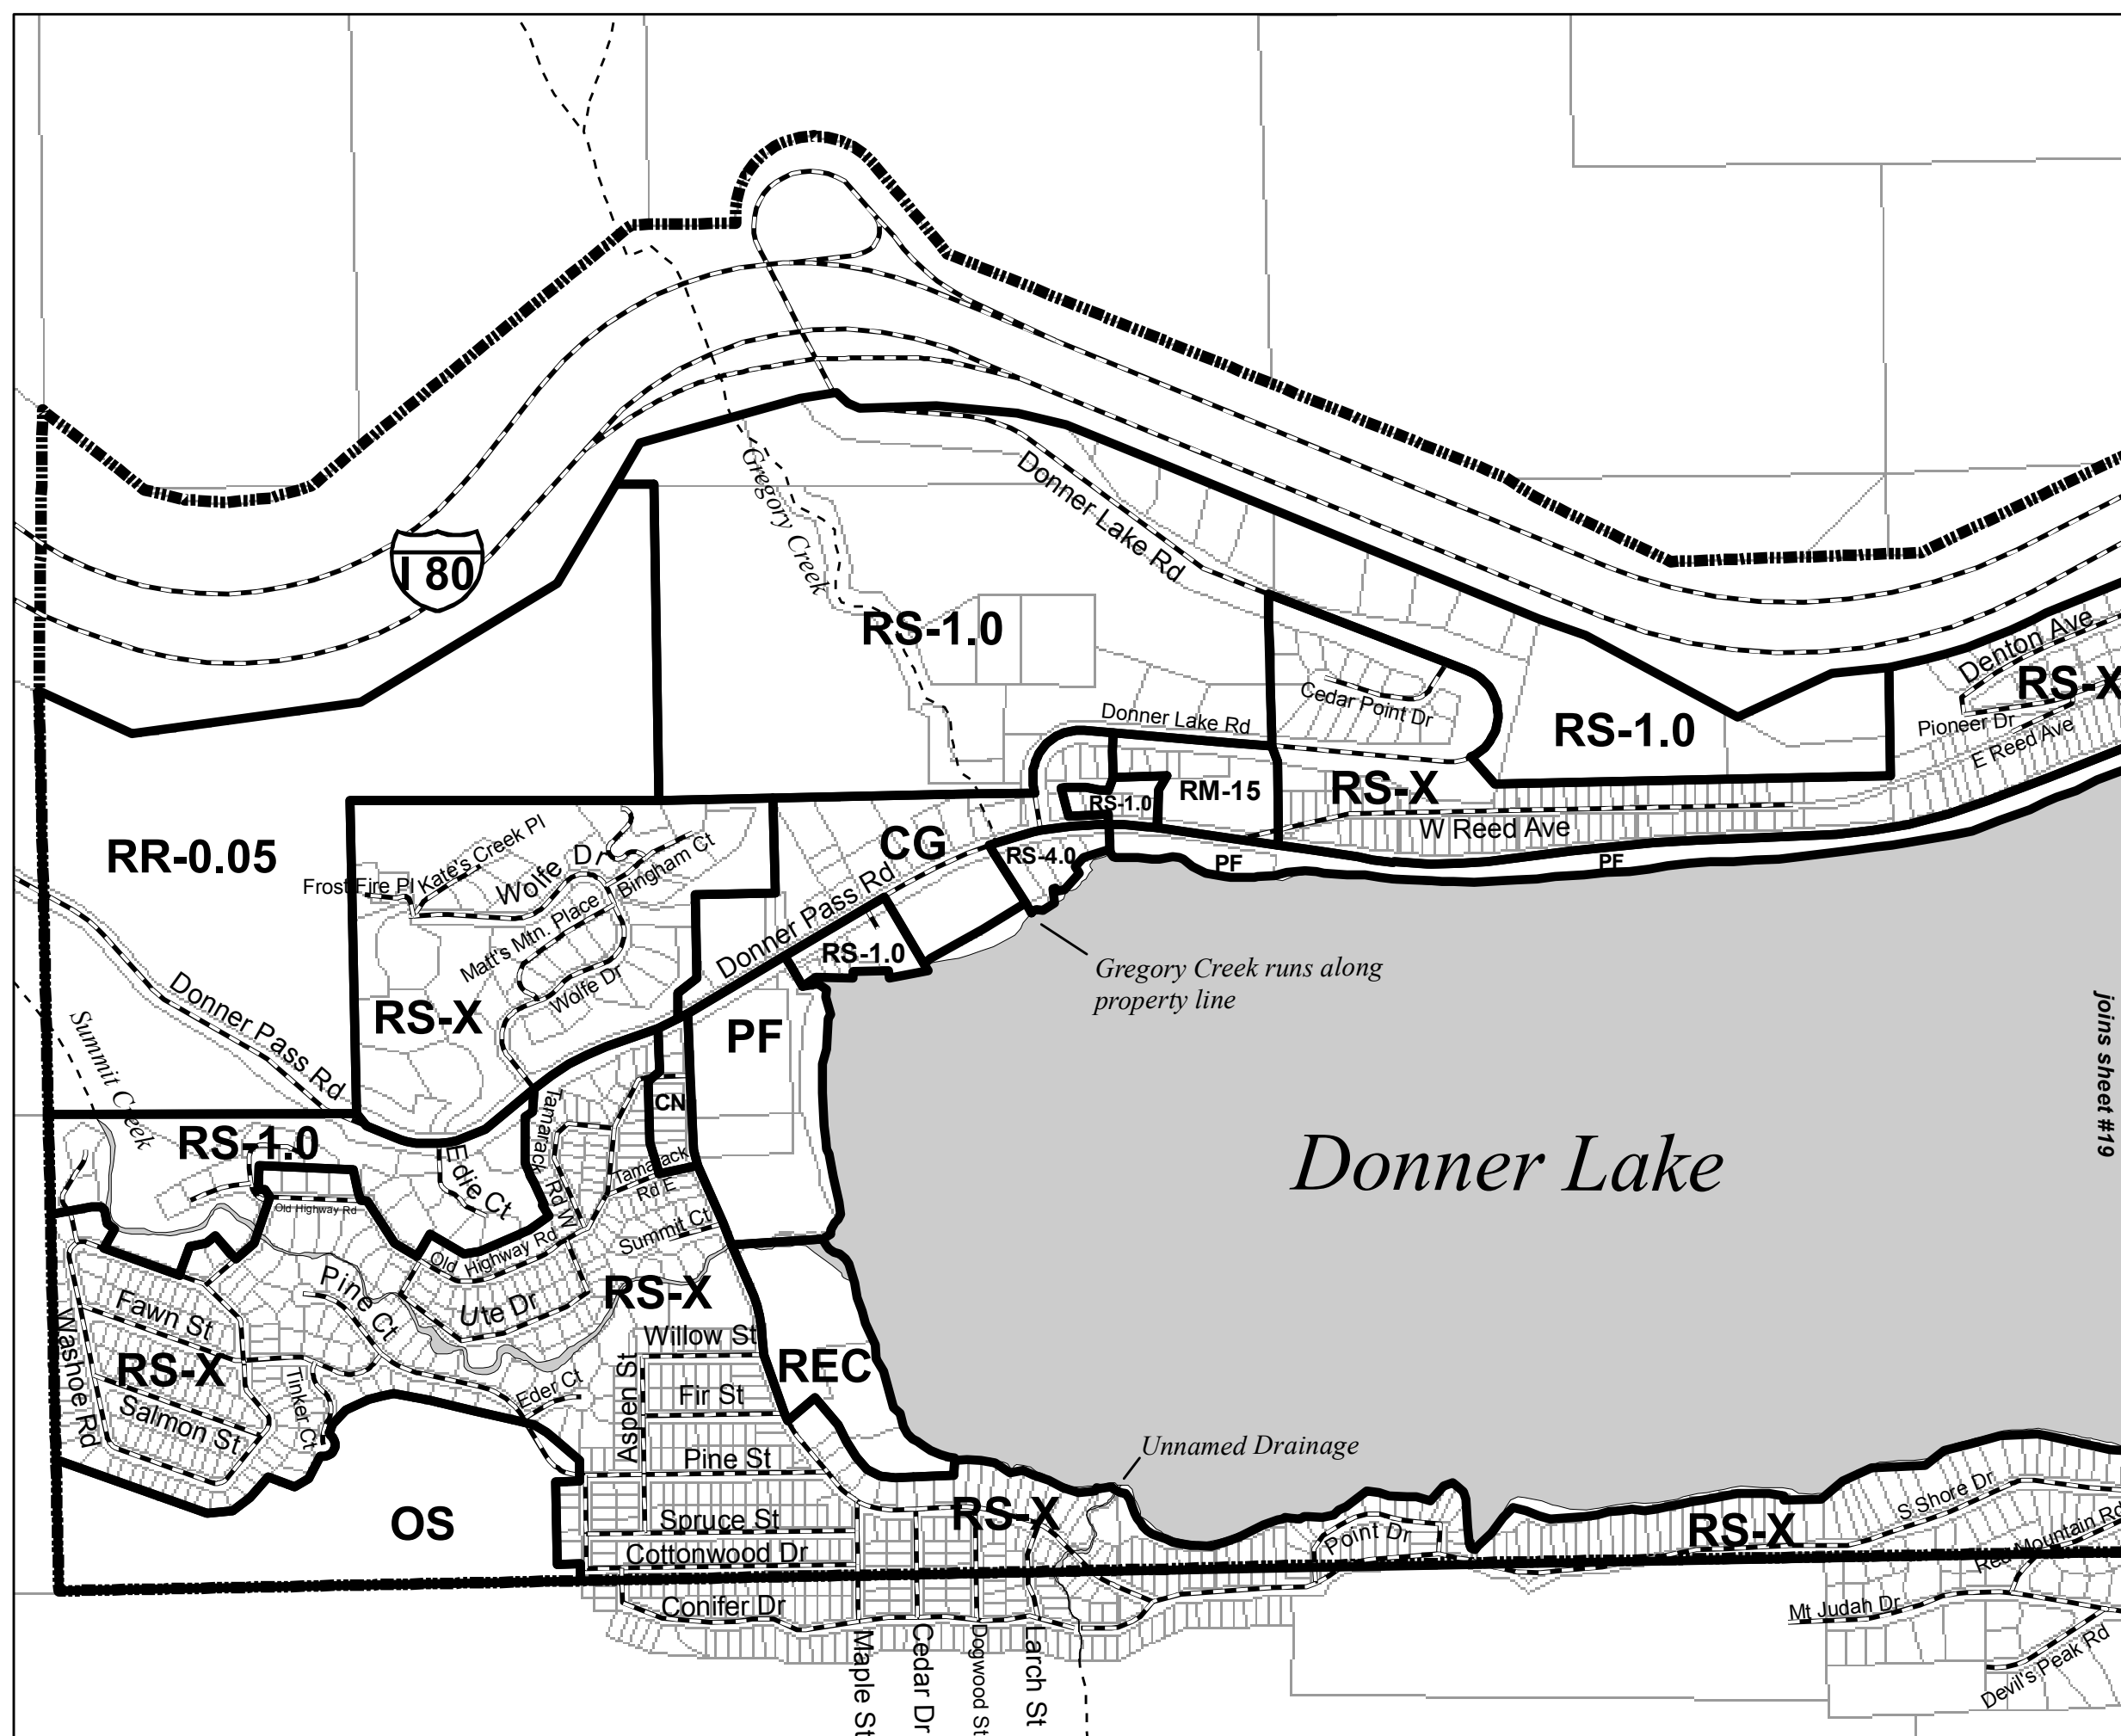 I 80
Gregory Creek
Donner Lake Rd
RS-1.0
Cedar Point Dr
Donner Lake Rd
RS-1.0
Denton Ave
RS-X
Pioneer Dr
E Reed Ave
RS-X
RM-15
RS-1.0
W Reed Ave
RR-0.05
CG
RS-4.0
PF
PF
Kate's Creek Pl
Frost Fire Pl
Wolfe Dr
Bingham Ct
Matt's Mtn. Place
Wolfe Dr
RS-X
Donner Pass Rd
RS-1.0
Gregory Creek runs along
property line
Donner Pass Rd
Summit Creek
PF
CN
joins sheet #19
RS-1.0
Edie Ct
Tamarack Rd W
Tamarack
Rd E
Donner Lake
Old Highway Rd
Old Highway Rd
Summit Ct
Pine Ct
Ute Dr
RS-X
Fawn St
Washoe Rd
RS-X
Salmon St
Tinker Ct
Eder Ct
Willow St
REC
Aspen St
Fir St
Pine St
Unnamed Drainage
OS
Spruce St
RS-X
Cottonwood Dr
Point Dr
RS-X
S Shore Dr
Red Mountain Rd
Conifer Dr
Mt Judah Dr
Devil's Peak Rd
Maple St
Cedar Dr
Dogwood St
Larch St